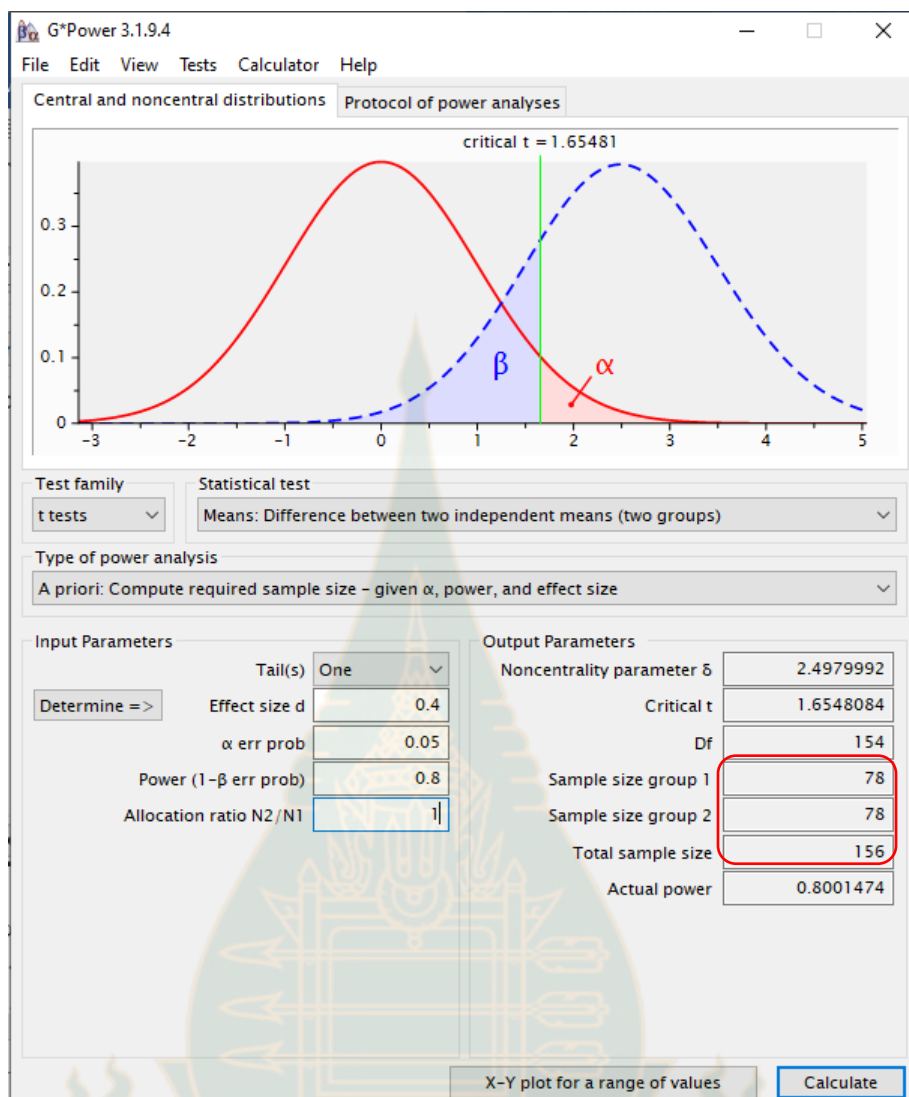 G*Power 3.1.9.4
File Edit View Tests Calculator Help
Central and noncentral distributions Protocol of power analyses
critical t = 1.65481
0.3
0.2
0.1
0
β
α
-3 -2 -1 0 1 2 3 4 5
Test family Statistical test
t tests Means: Difference between two independent means (two groups)
Type of power analysis
A priori: Compute required sample size – given α, power, and effect size
Input Parameters Output Parameters
Tail(s) One Noncentrality parameter δ 2.4979992
Determine => Effect size d 0.4 Critical t 1.6548084
α err prob 0.05 Df 154
Power (1-β err prob) 0.8 Sample size group 1 78
Allocation ratio N2/N1 1 Sample size group 2 78
Total sample size 156
Actual power 0.8001474
X-Y plot for a range of values Calculate